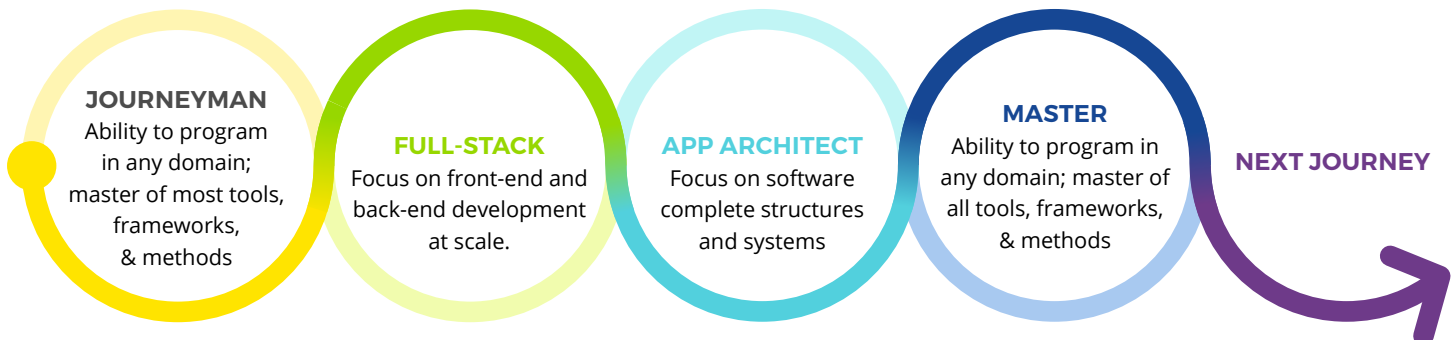 JOURNEYMAN
Ability to program
in any domain;
master of most tools,
frameworks,
& methods
FULL-STACK
Focus on front-end and
back-end development
at scale.
APP ARCHITECT
Focus on software
complete structures
and systems
MASTER
Ability to program in
any domain; master of
all tools, frameworks,
& methods
NEXT JOURNEY